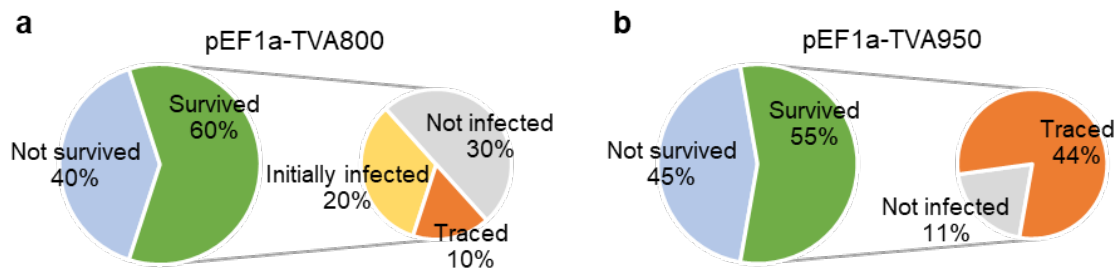 a
pEF1a-TVA800
Survived
60%
Not survived
40%
Not infected
30%
Initially infected
20%
Traced
10%
b
pEF1a-TVA950
Survived
55%
Not survived
45%
Traced
44%
Not infected
11%